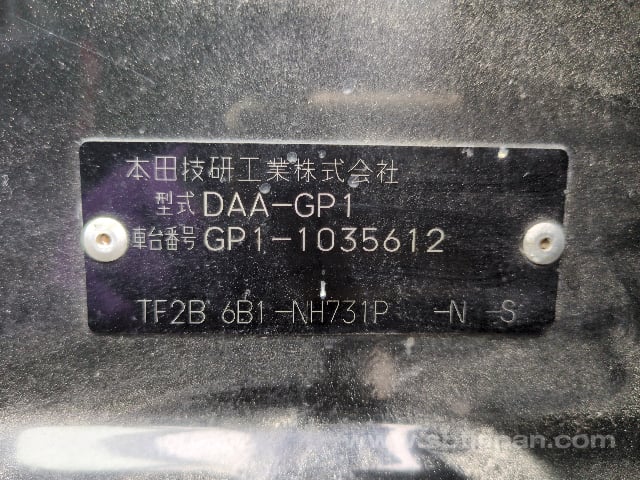 本田技研工業株式会社
型式 DAA-GP1
車台番号 GP1-1035612
TF2B 6B1-NH731P -N -S